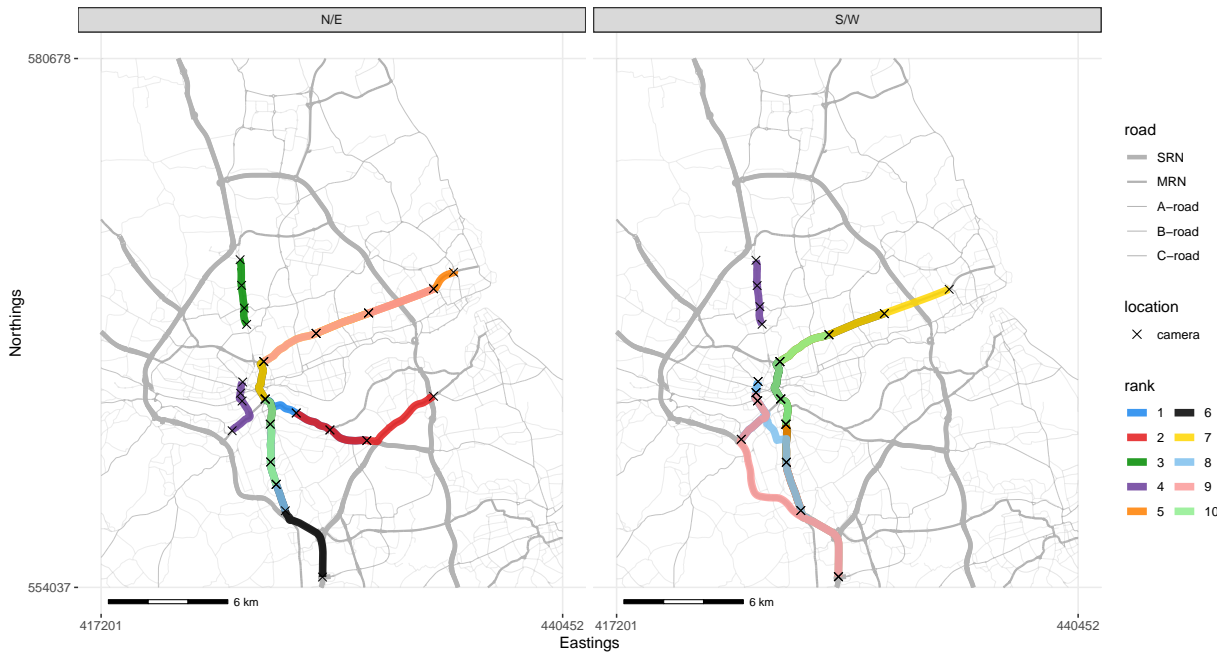 N/E
S/W
580678
554037
Northings
6 km
6 km
417201
440452
417201
440452
Eastings
road
SRN
MRN
A−road
B−road
C−road
location
camera
rank
1
6
2
7
3
8
4
9
5
10